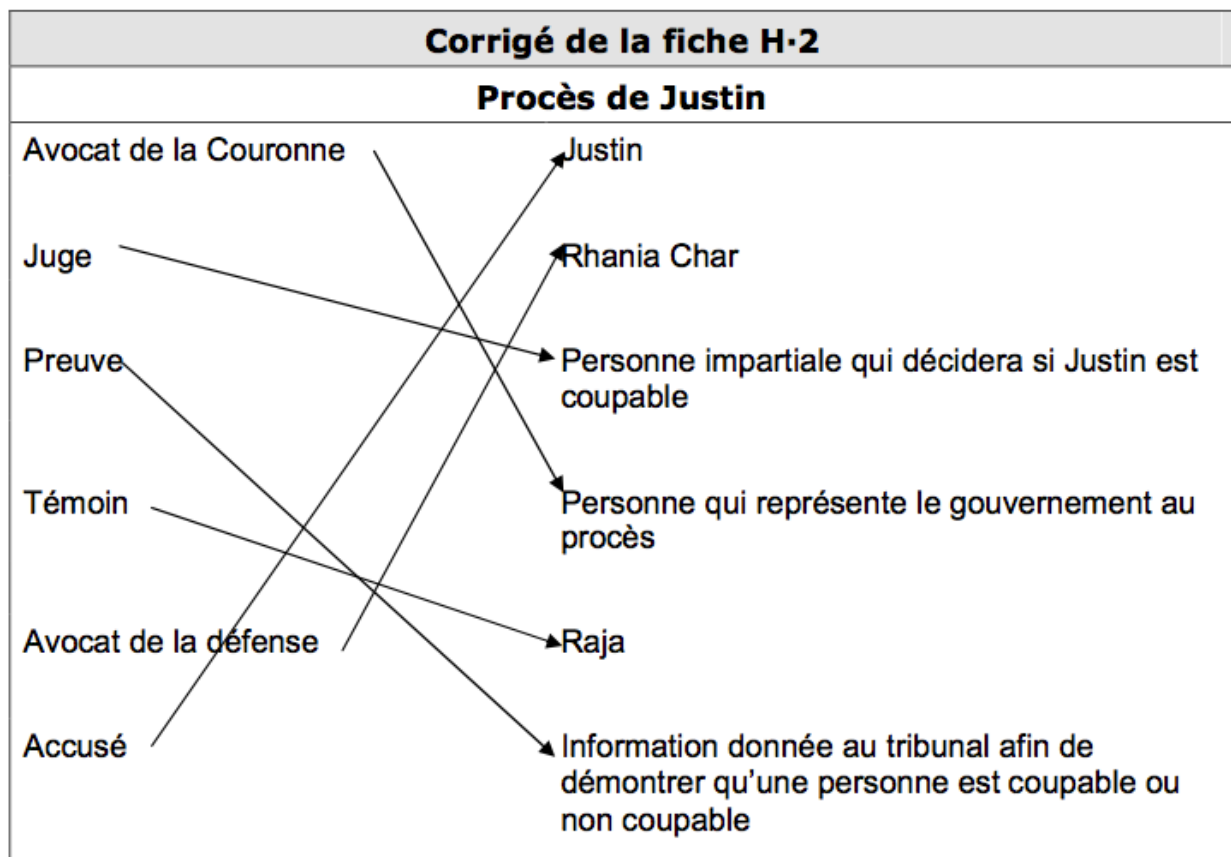 Corrigé de la fiche H·2
Procès de Justin
Avocat de la Couronne
Justin
Juge
Rhania Char
Preuve
Personne impartiale qui décidera si Justin est
coupable
Témoin
Personne qui représente le gouvernement au
procès
Avocat de la défense
Raja
Accusé
Information donnée au tribunal afin de
démontrer qu'une personne est coupable ou
non coupable